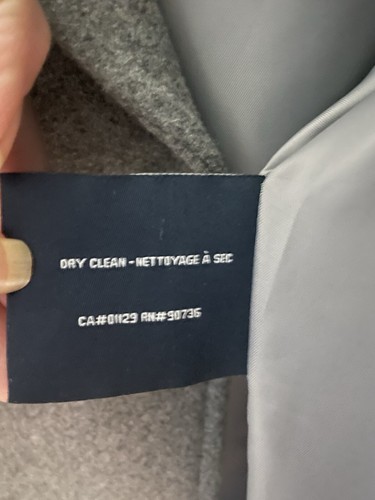 DRY CLEAN - NETTOYAGE À SEC
CA#01129 RN#90736